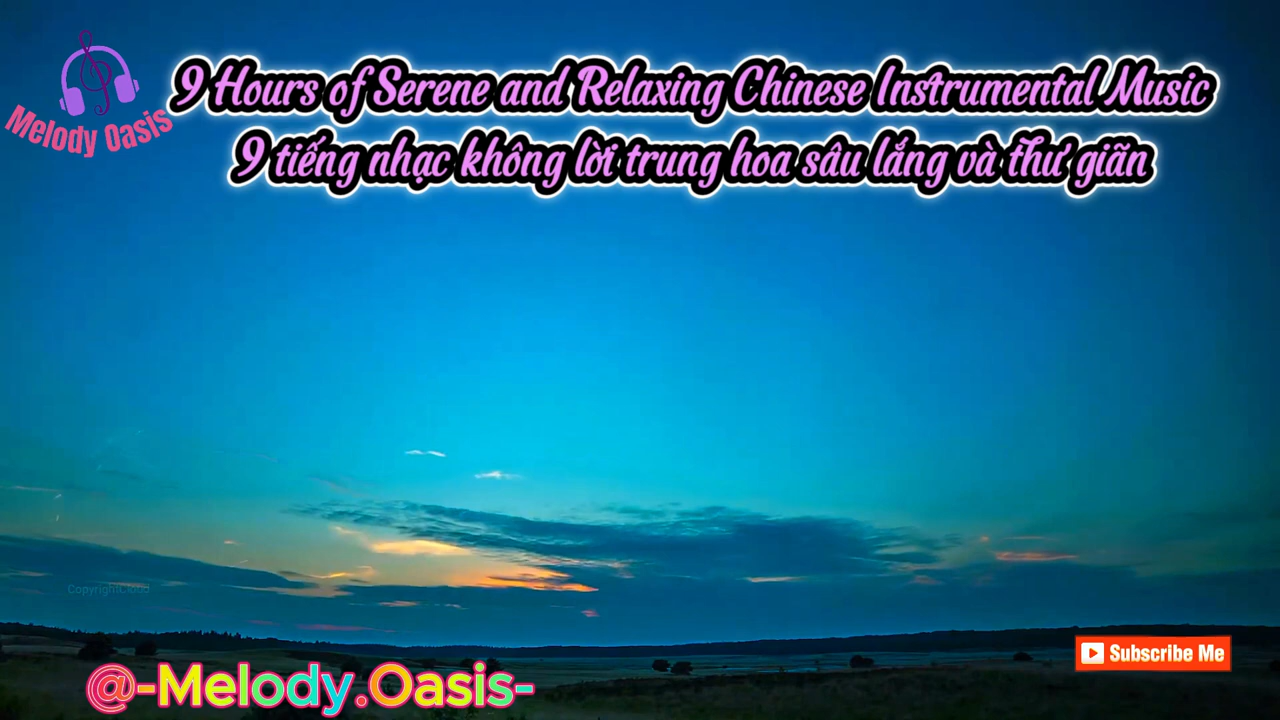 Melody Oasis
9 Hours of Serene and Relaxing Chinese Instrumental Music
9 tiếng nhạc không lời trung hoa sâu lắng và thư giãn
@-Melody.Oasis-
Subscribe Me